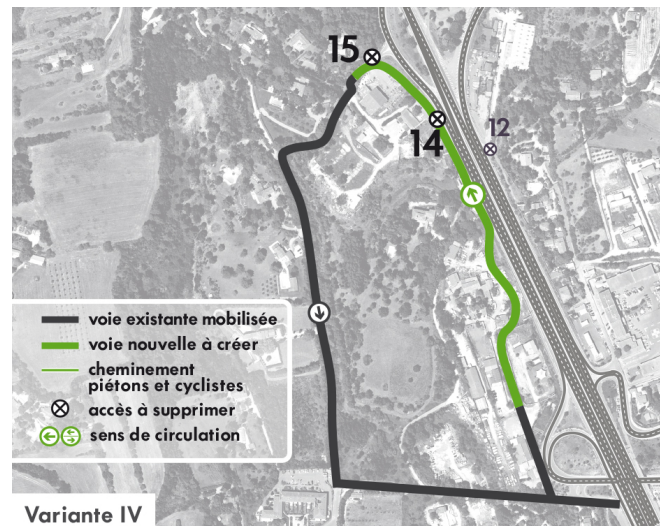 15
14
12
voie existante mobilisée
voie nouvelle à créer
cheminement
piétons et cyclistes
accès à supprimer
sens de circulation
Variante IV